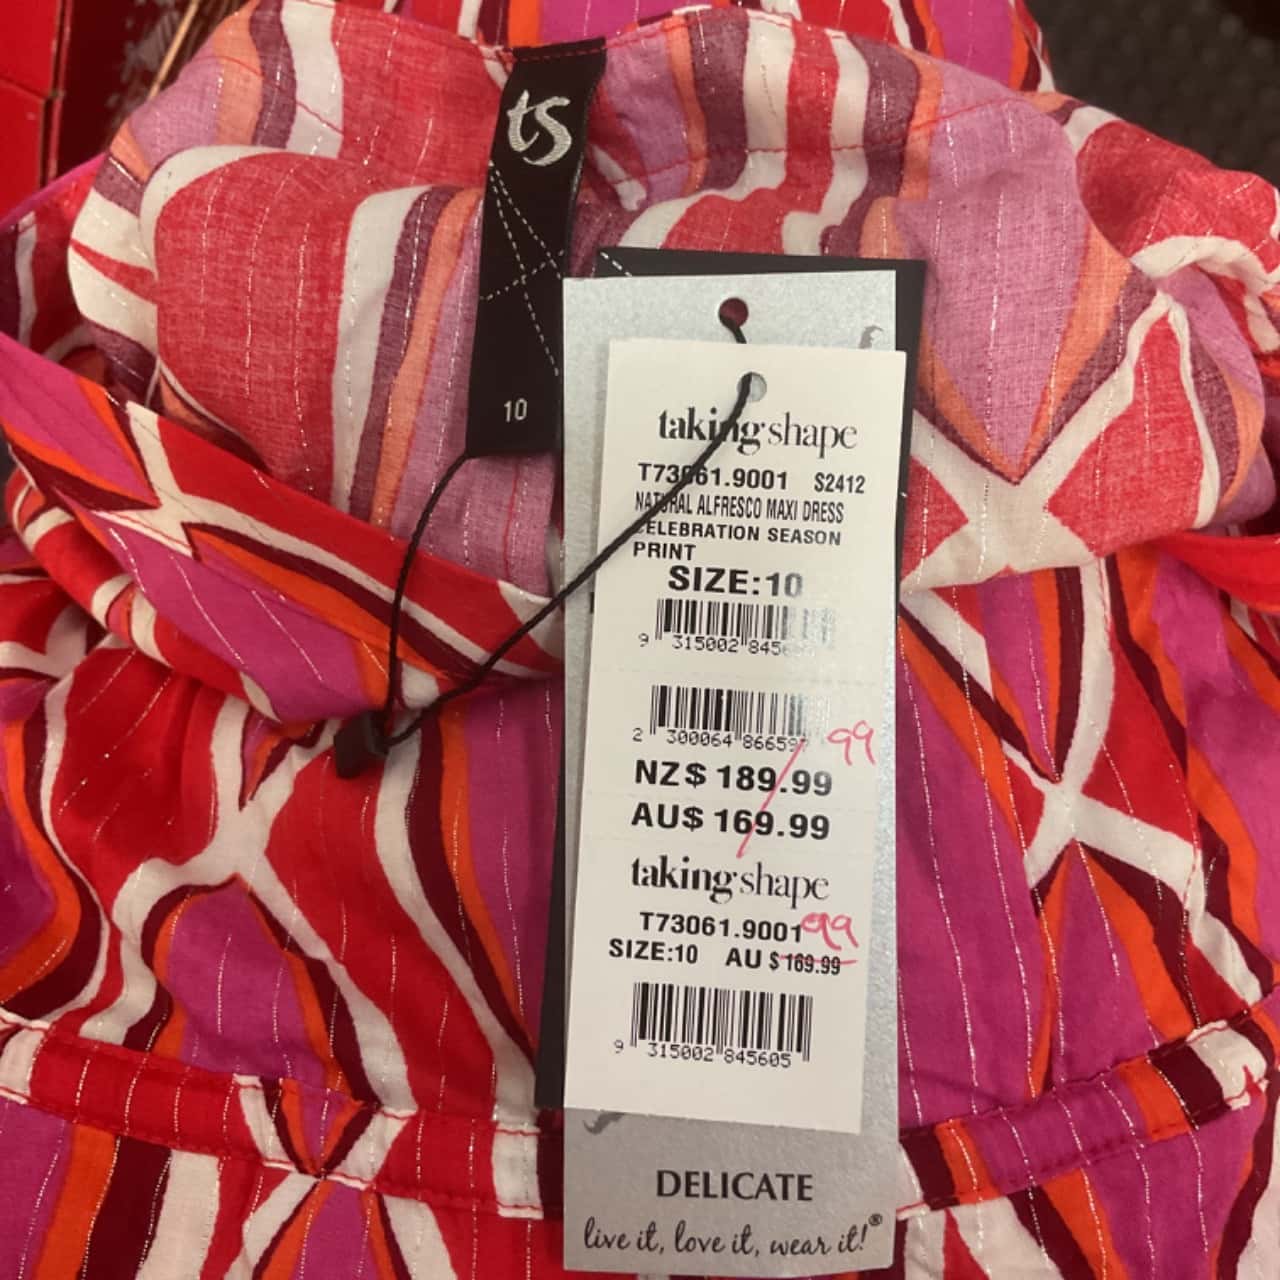 ts
10
taking shape
T73061.9001 S2412
NATURAL ALFRESCO MAXI DRESS
CELEBRATION SEASON
PRINT
SIZE:10
9 315002 845
2 300064 86659
99
NZ$ 189.99
AU$ 169.99
taking shape
T73061.9001 99
SIZE:10 AU $ 169.99
9 315002 845605
DELICATE
live it, love it, wear it!®